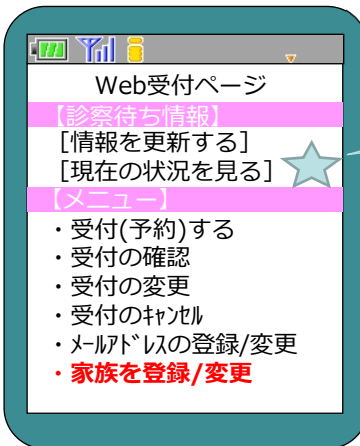 Web受付ページ
【診察待ち情報】
[情報を更新する]
[現在の状況を見る]
【メニュー】
・受付(予約)する
・受付の確認
・受付の変更
・受付のｷｬﾝｾﾙ
・ﾒｰﾙｱﾄﾞﾚｽの登録/変更
・家族を登録/変更